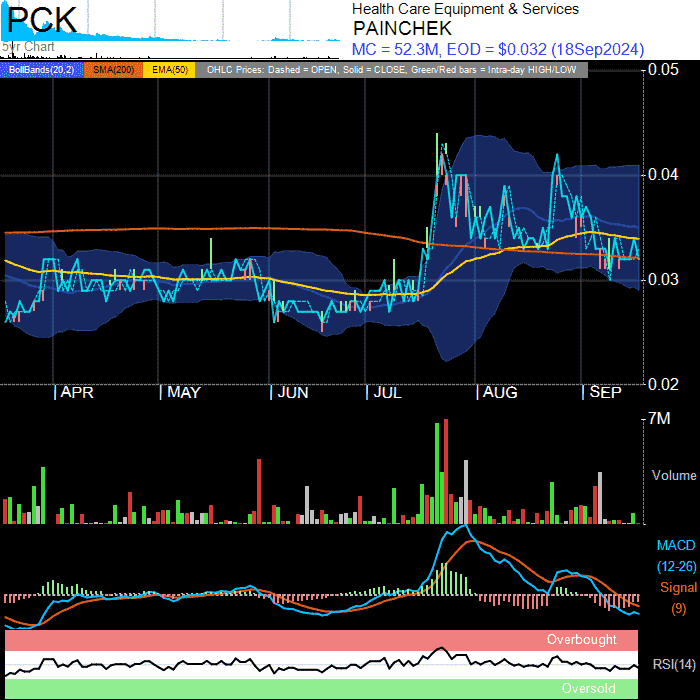 PCK
5yr Chart
Health Care Equipment & Services
PAINCHEK
MC = 52.3M, EOD = $0.032 (18Sep2024)
BollBands(20,2) SMA(200) EMA(50) OHLC Prices: Dashed = OPEN, Solid = CLOSE, Green/Red bars = Intra-day HIGH/LOW
0.05
0.04
0.03
0.02
APR MAY JUN JUL AUG SEP
7M
Volume
MACD
(12-26)
Signal
(9)
Overbought
RSI(14)
Oversold